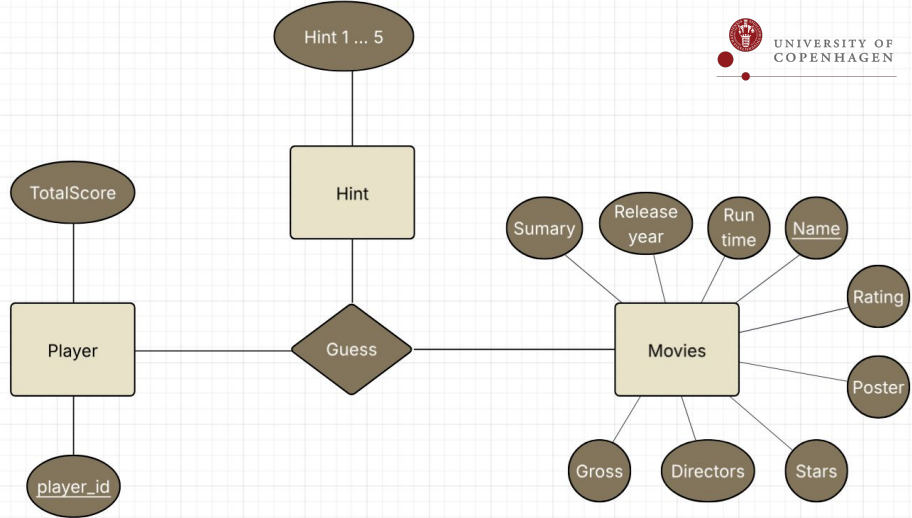 Hint 1 ... 5
UNIVERSITY OF
COPENHAGEN
Hint
TotalScore
Sumary
Release
year
Run
time
Name
Rating
Player
Guess
Movies
Poster
Gross
Directors
Stars
player_id